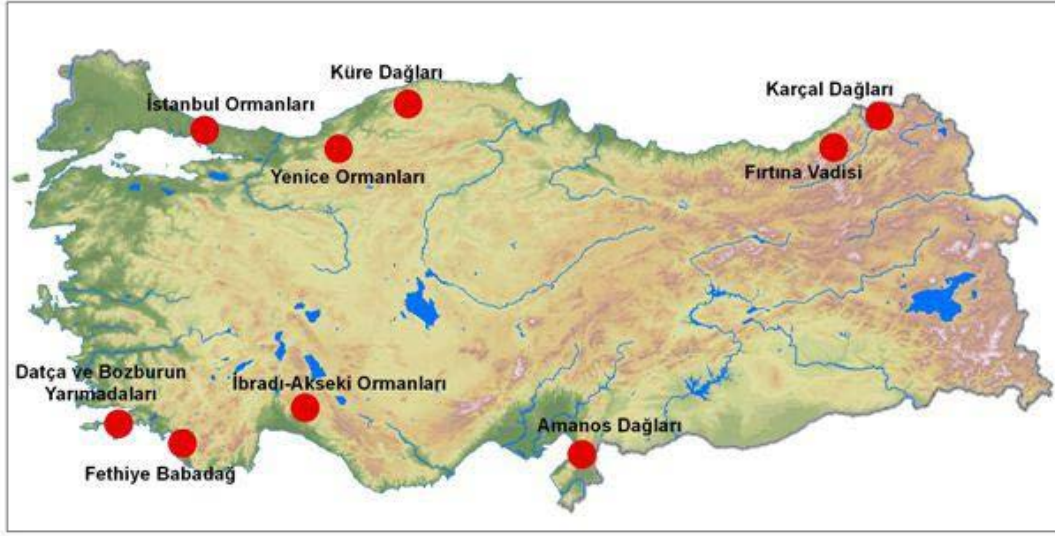 Küre Dağları
Karçal Dağları
İstanbul Ormanları
Yenice Ormanları
Fırtına Vadisi
Datça ve Bozburun
Yarımadaları
İbradı-Akseki Ormanları
Amanos Dağları
Fethiye Babadağ